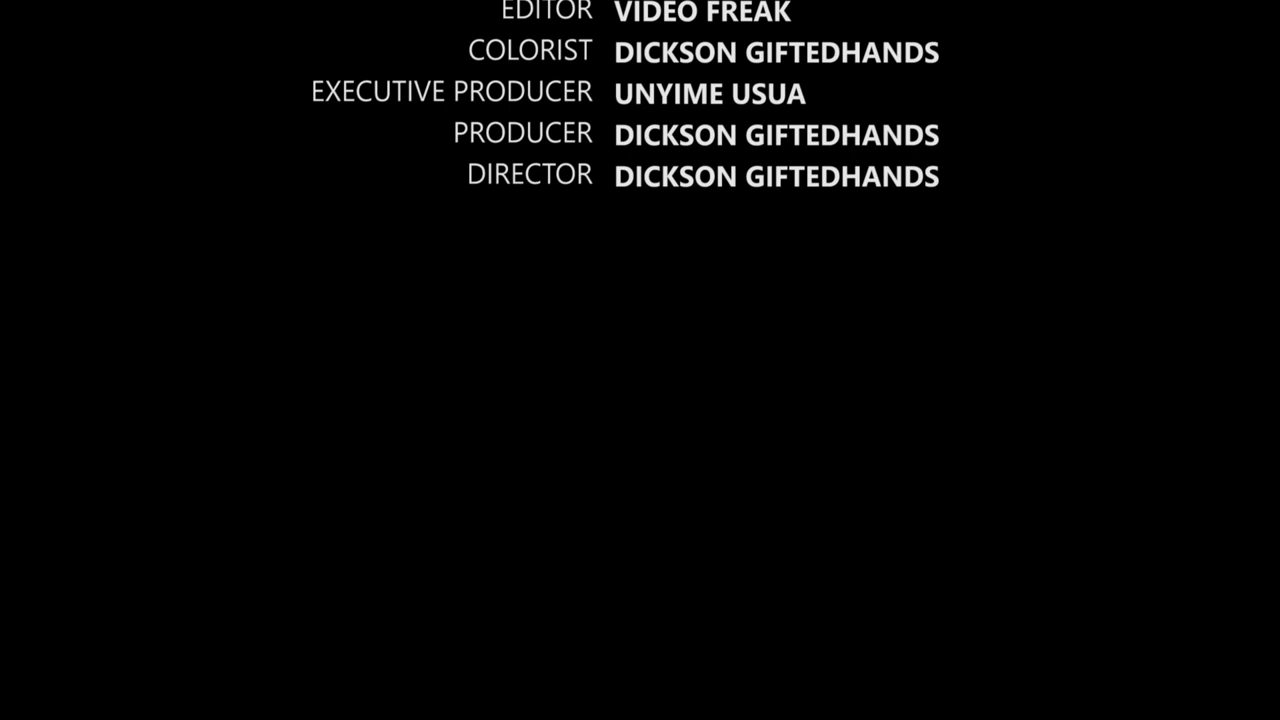 EDITOR VIDEO FREAK
COLORIST DICKSON GIFTEDHANDS
EXECUTIVE PRODUCER UNYIME USUA
PRODUCER DICKSON GIFTEDHANDS
DIRECTOR DICKSON GIFTEDHANDS